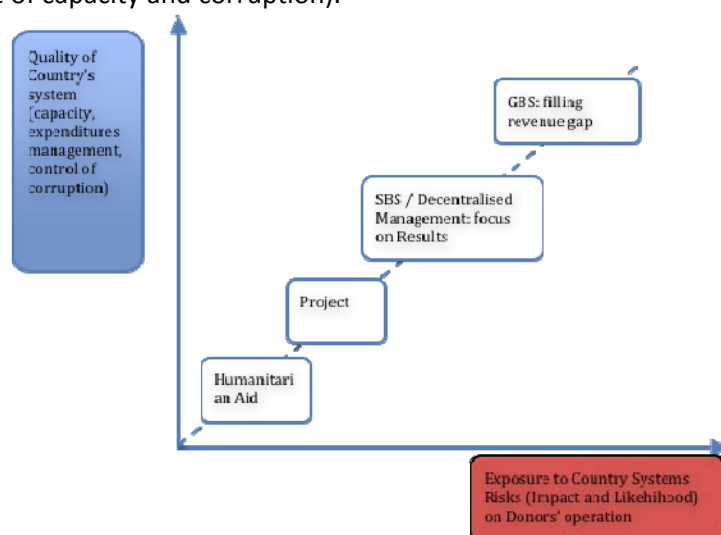 e of capacity and corruption).
Quality of
Country's
system
(capacity,
expenditures
management,
control of
corruption)
GBS: filling
revenue gap
SBS / Decentralised
Management: focus
on Results
Project
Humanitari
an Aid
Exposure to Country Systems
Risks (Impact and Likehihood)
on Donors' operation